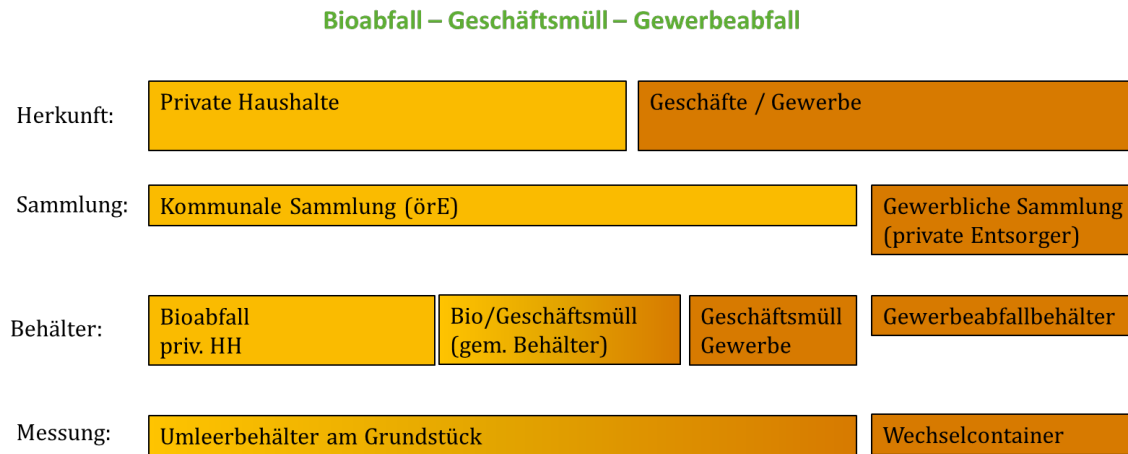 Bioabfall – Geschäftsmüll – Gewerbeabfall
Herkunft:
Private Haushalte
Geschäfte / Gewerbe
Sammlung:
Kommunale Sammlung (örE)
Gewerbliche Sammlung
(private Entsorger)
Behälter:
Bioabfall
priv. HH
Bio/Geschäftsmüll
(gem. Behälter)
Geschäftsmüll
Gewerbe
Gewerbeabfallbehälter
Messung:
Umleerbehälter am Grundstück
Wechselcontainer